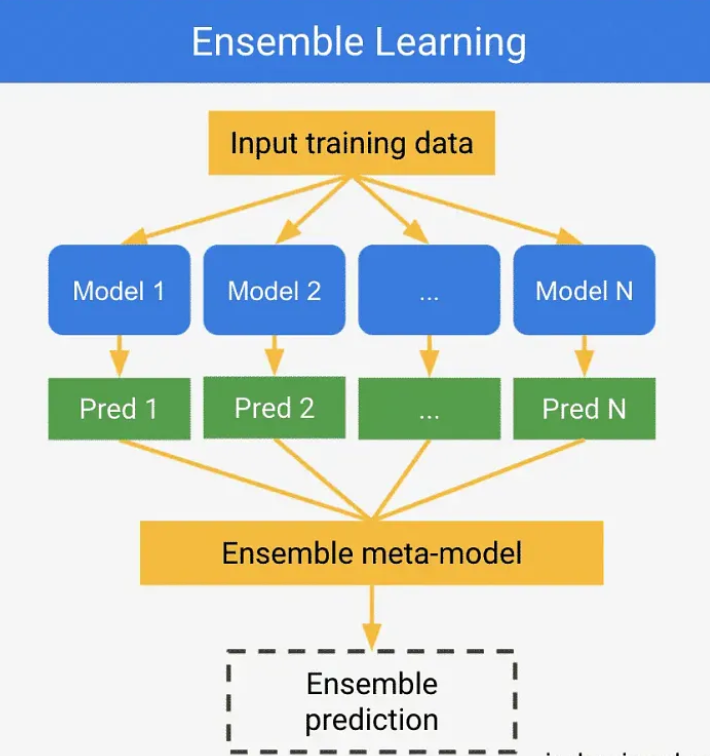 Ensemble Learning
Input training data
Model 1
Model 2
...
Model N
Pred 1
Pred 2
...
Pred N
Ensemble meta-model
Ensemble
prediction